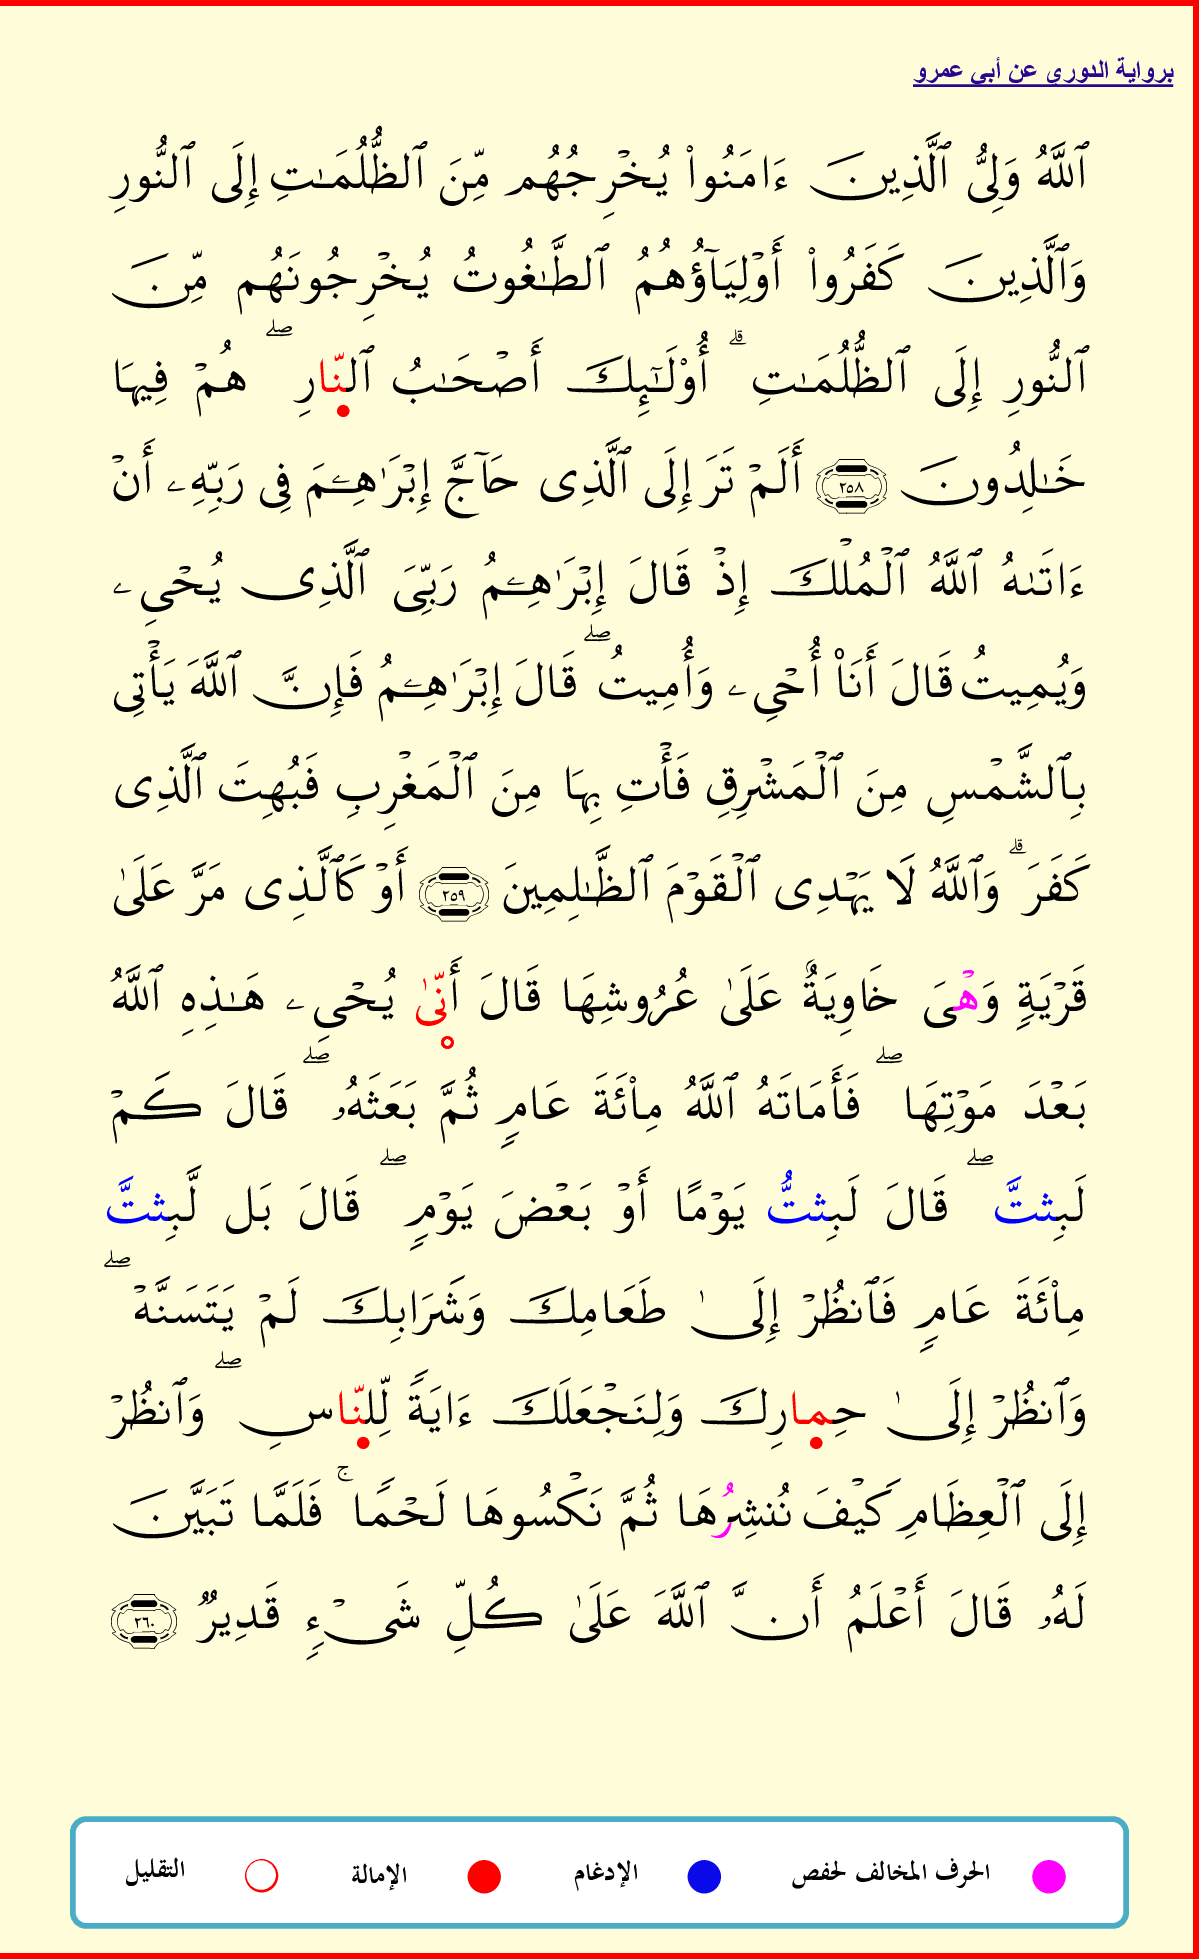 برواية الدوري عن أبي عمرو
ٱللَّهُ وَلِىُّ ٱلَّذِينَ ءَامَنُوا۟ يُخْرِجُهُم مِّنَ ٱلظُّلُمَـٰتِ إِلَى ٱلنُّورِ
وَٱلَّذِينَ كَفَرُوا۟ أَوْلِيَآؤُهُمُ ٱلطَّـٰغُوتُ يُخْرِجُونَهُم مِّنَ
ٱلنُّورِ إِلَى ٱلظُّلُمَـٰتِ ۗ أُو۟لَـٰٓئِكَ أَصْحَـٰبُ ٱلنَّارِ ۖ هُمْ فِيهَا
خَـٰلِدُونَ ٢٥٨ أَلَمْ تَرَ إِلَى ٱلَّذِى حَآجَّ إِبْرَٰهِـۧمَ فِى رَبِّهِۦ أَنْ
ءَاتَىٰهُ ٱللَّهُ ٱلْمُلْكَ إِذْ قَالَ إِبْرَٰهِـۧمُ رَبِّىَ ٱلَّذِى يُحْىِۦ
وَيُمِيتُ قَالَ أَنَا۠ أُحْىِۦ وَأُمِيتُ ۖ قَالَ إِبْرَٰهِـۧمُ فَإِنَّ ٱللَّهَ يَأْتِى
بِٱلشَّمْسِ مِنَ ٱلْمَشْرِقِ فَأْتِ بِهَا مِنَ ٱلْمَغْرِبِ فَبُهِتَ ٱلَّذِى
كَفَرَ ۗ وَٱللَّهُ لَا يَهْدِى ٱلْقَوْمَ ٱلظَّـٰلِمِينَ ٢٥٩ أَوْ كَٱلَّذِى مَرَّ عَلَىٰ
قَرْيَةٍ وَهْىَ خَاوِيَةٌ عَلَىٰ عُرُوشِهَا قَالَ أَنَّىٰ يُحْىِۦ هَـٰذِهِ ٱللَّهُ
بَعْدَ مَوْتِهَا ۖ فَأَمَاتَهُ ٱللَّهُ مِا۟ئَةَ عَامٍ ثُمَّ بَعَثَهُۥ ۖ قَالَ كَمْ
لَبِثتَّ ۖ قَالَ لَبِثتُّ يَوْمًا أَوْ بَعْضَ يَوْمٍ ۖ قَالَ بَل لَّبِثتَّ
مِا۟ئَةَ عَامٍ فَٱنظُرْ إِلَىٰ طَعَامِكَ وَشَرَابِكَ لَمْ يَتَسَنَّهْ ۖ
وَٱنظُرْ إِلَىٰ حِمارِكَ وَلِنَجْعَلَكَ ءَايَةً لِّلنّاسِ ۖ وَٱنظُرْ
إِلَى ٱلْعِظَامِ كَيْفَ نُنشِرُهَا ثُمَّ نَكْسُوهَا لَحْمًا ۚ فَلَمَّا تَبَيَّنَ
لَهُۥ قَالَ أَعْلَمُ أَنَّ ٱللَّهَ عَلَىٰ كُلِّ شَىْءٍ قَدِيرٌ ٢٦٠
الحرف المخالف لحفص الإدغام الإمالة التقليل